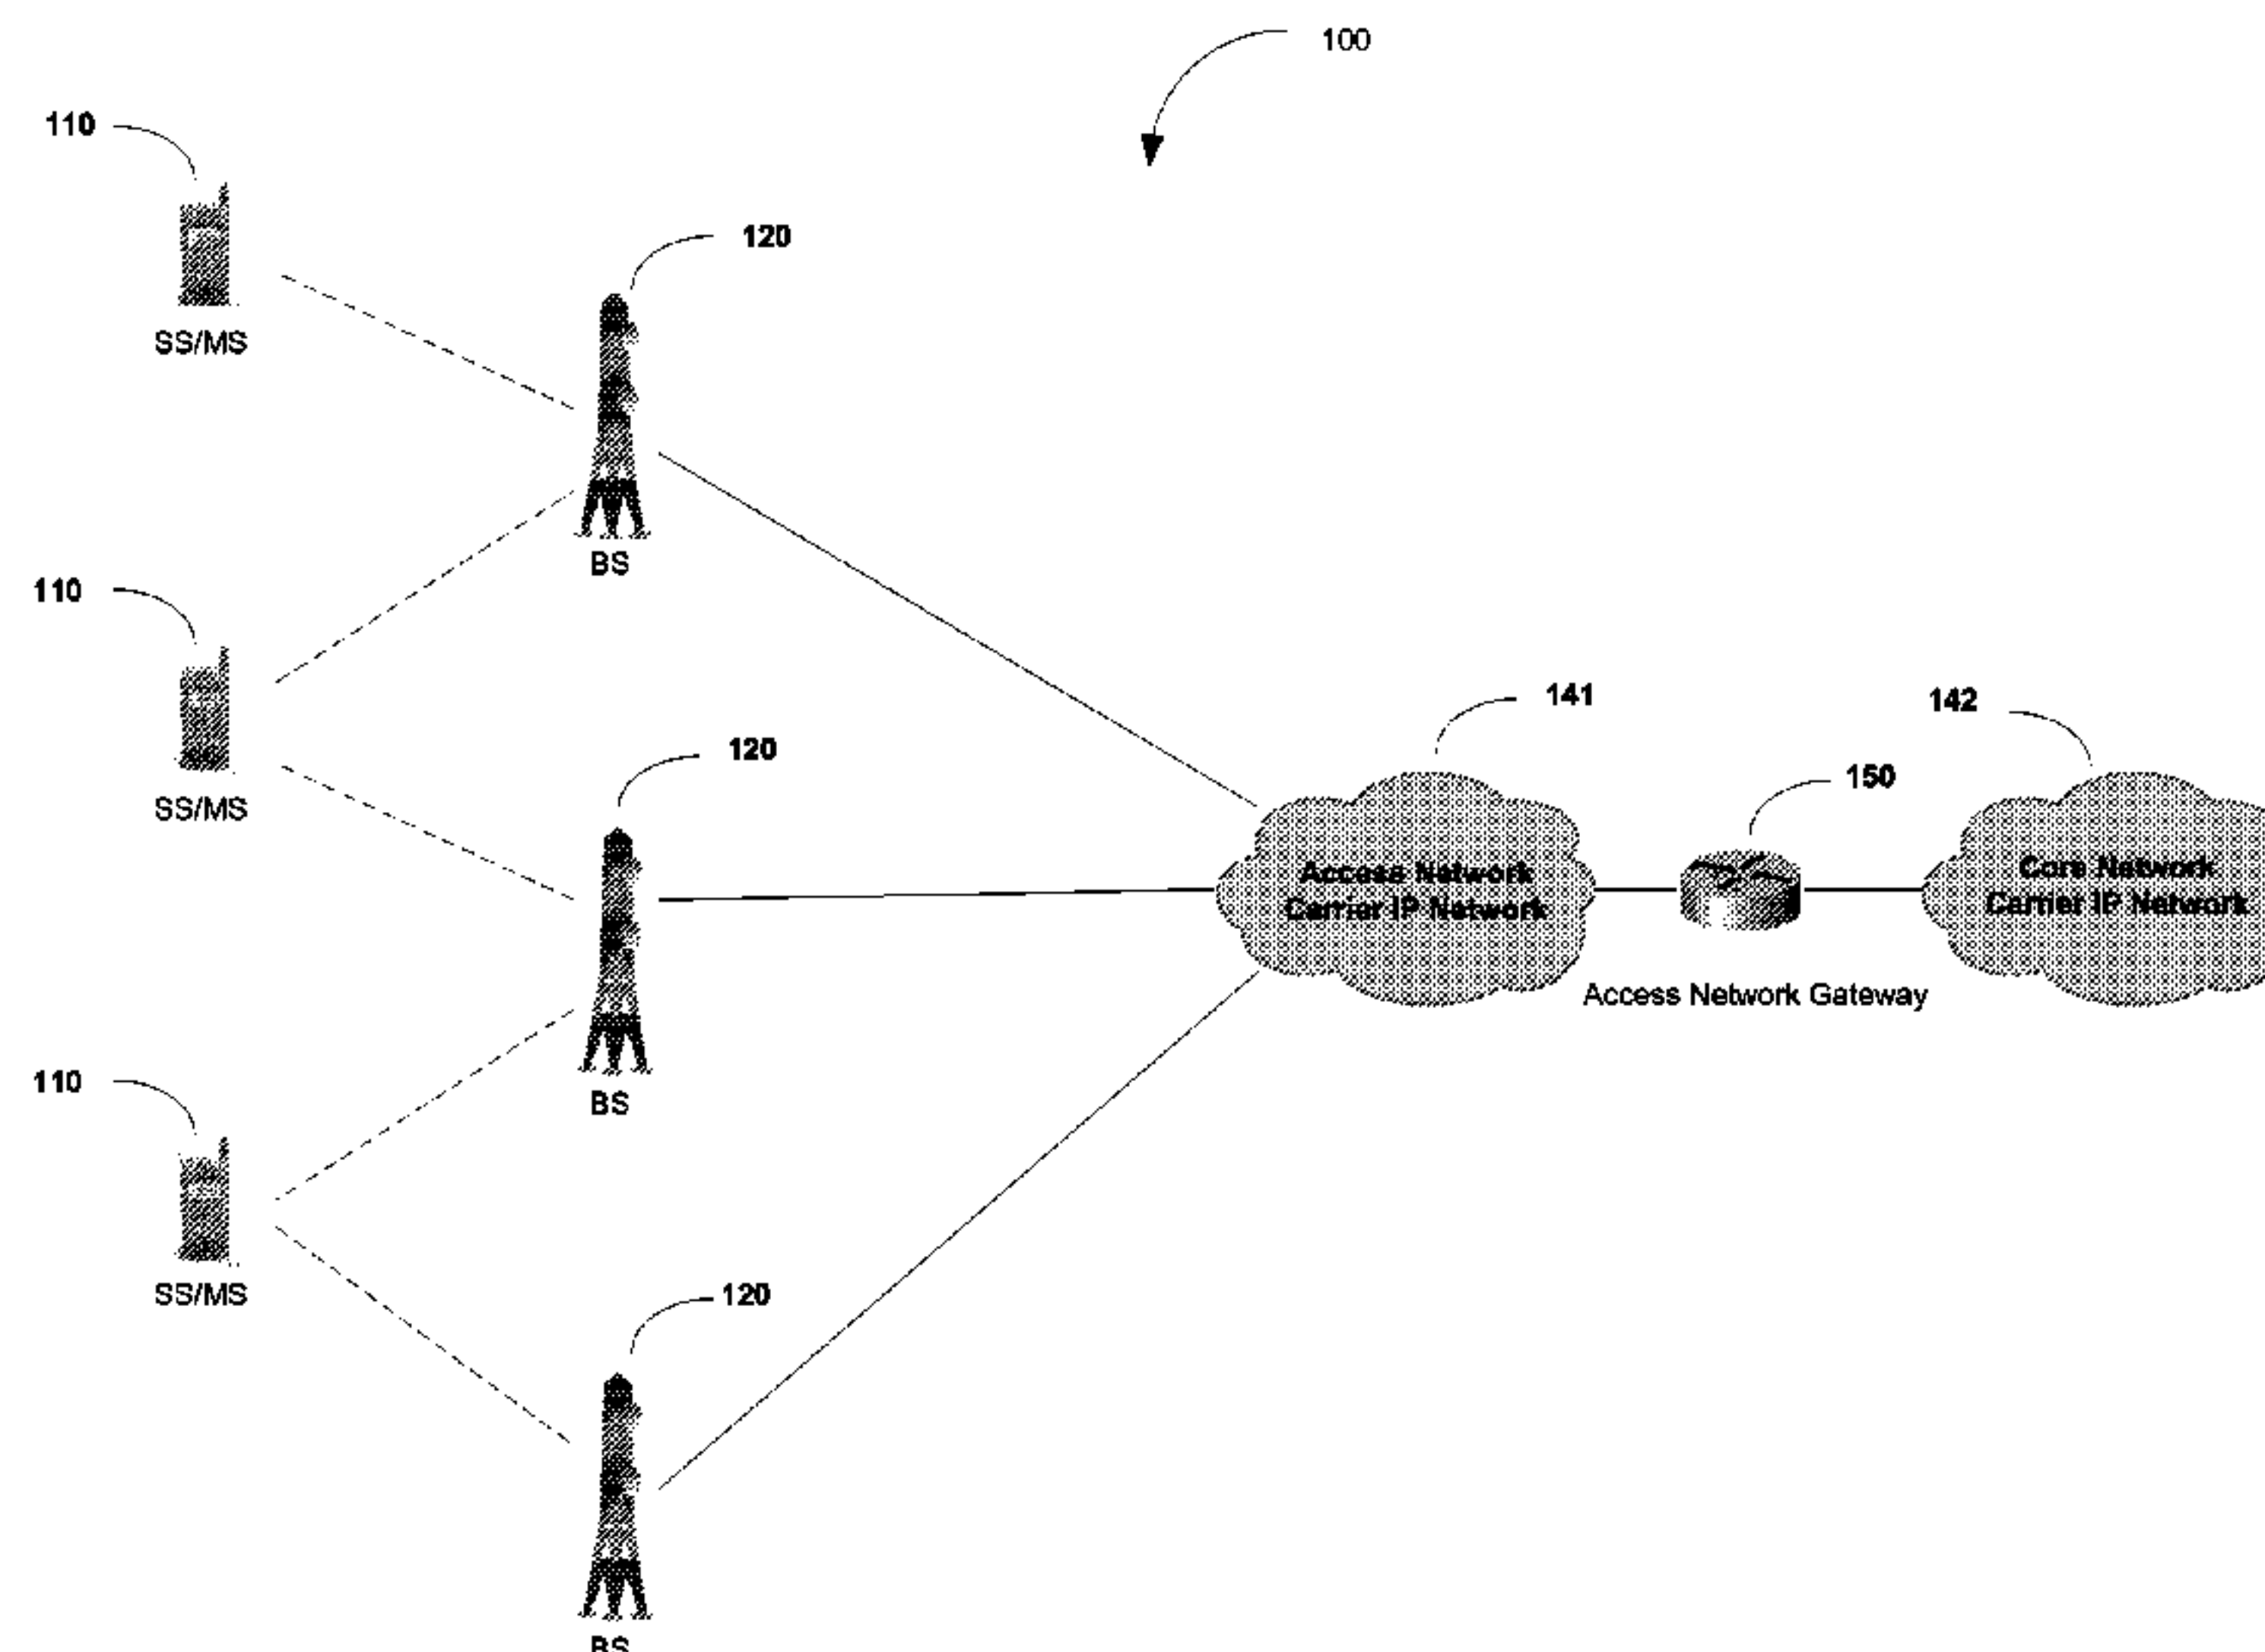 100
110
SS/MS
120
BS
110
SS/MS
120
BS
110
SS/MS
120
BS
141
Access Network
Carrier IP Network
150
Access Network Gateway
142
Core Network
Carrier IP Network